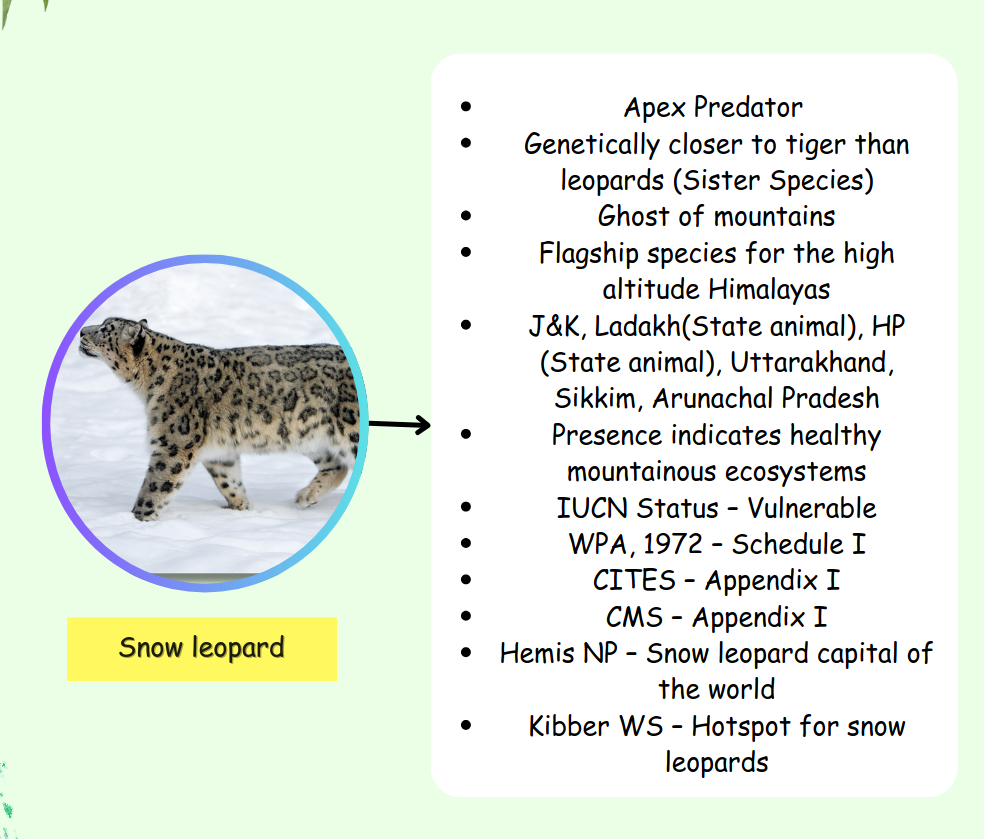 Apex Predator
Genetically closer to tiger than
leopards (Sister Species)
Ghost of mountains
Flagship species for the high
altitude Himalayas
J&K, Ladakh(State animal), HP
(State animal), Uttarakhand,
Sikkim, Arunachal Pradesh
Presence indicates healthy
mountainous ecosystems
IUCN Status – Vulnerable
WPA, 1972 – Schedule I
CITES – Appendix I
CMS – Appendix I
Hemis NP – Snow leopard capital of
the world
Kibber WS – Hotspot for snow
leopards
Snow leopard